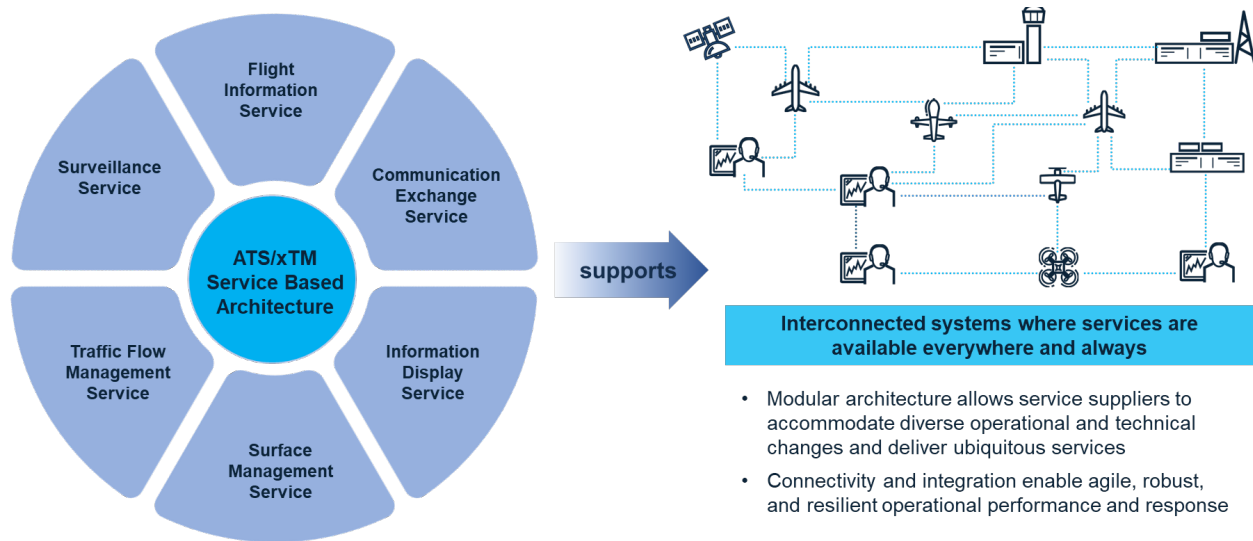 Flight
Information
Service
Surveillance
Service
Communication
Exchange
Service
ATS/xTM
Service Based
Architecture
Traffic Flow
Management
Service
Information
Display
Service
Surface
Management
Service
supports
Interconnected systems where services are
available everywhere and always
• Modular architecture allows service suppliers to
accommodate diverse operational and technical
changes and deliver ubiquitous services
• Connectivity and integration enable agile, robust,
and resilient operational performance and response